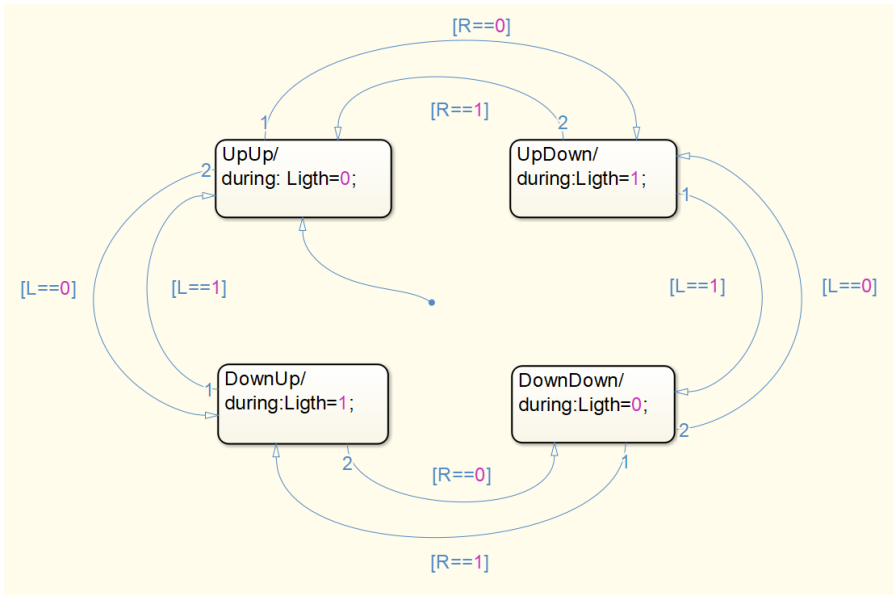 [R==0]
[R==1]
1
2
UpUp/
during: Ligth=0;
2
UpDown/
during:Ligth=1;
1
[L==0]
[L==1]
[L==1]
[L==0]
DownUp/
during:Ligth=1;
1
DownDown/
during:Ligth=0;
2
2
1
[R==0]
[R==1]